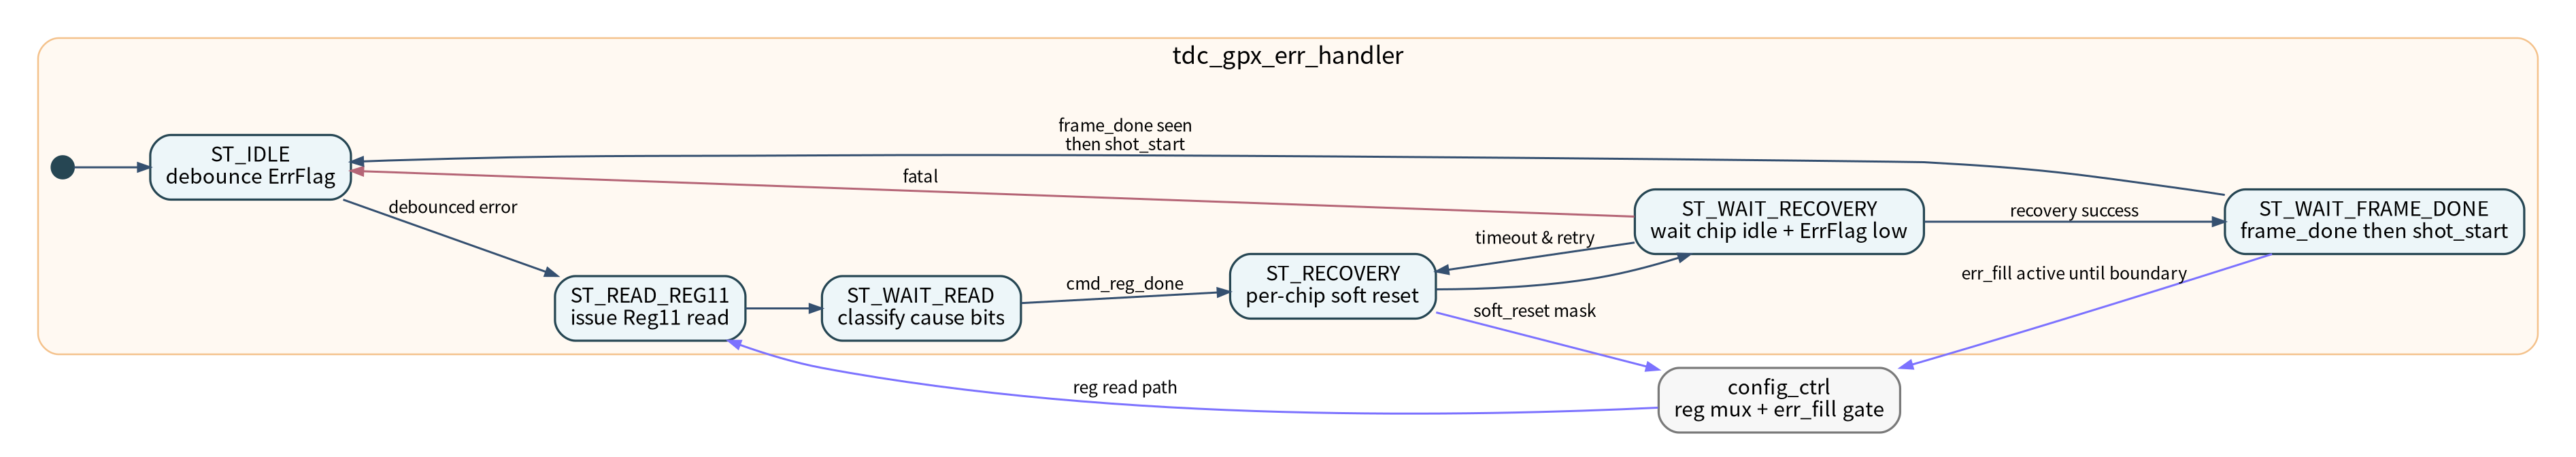 tdc_gpx_err_handler
frame_done seen
then shot_start
ST_IDLE
debounce ErrFlag
fatal
debounced error
ST_WAIT_RECOVERY
wait chip idle + ErrFlag low
recovery success
ST_WAIT_FRAME_DONE
frame_done then shot_start
timeout & retry
ST_READ_REG11
issue Reg11 read
ST_WAIT_READ
classify cause bits
cmd_reg_done
ST_RECOVERY
per-chip soft reset
err_fill active until boundary
soft_reset mask
reg read path
config_ctrl
reg mux + err_fill gate